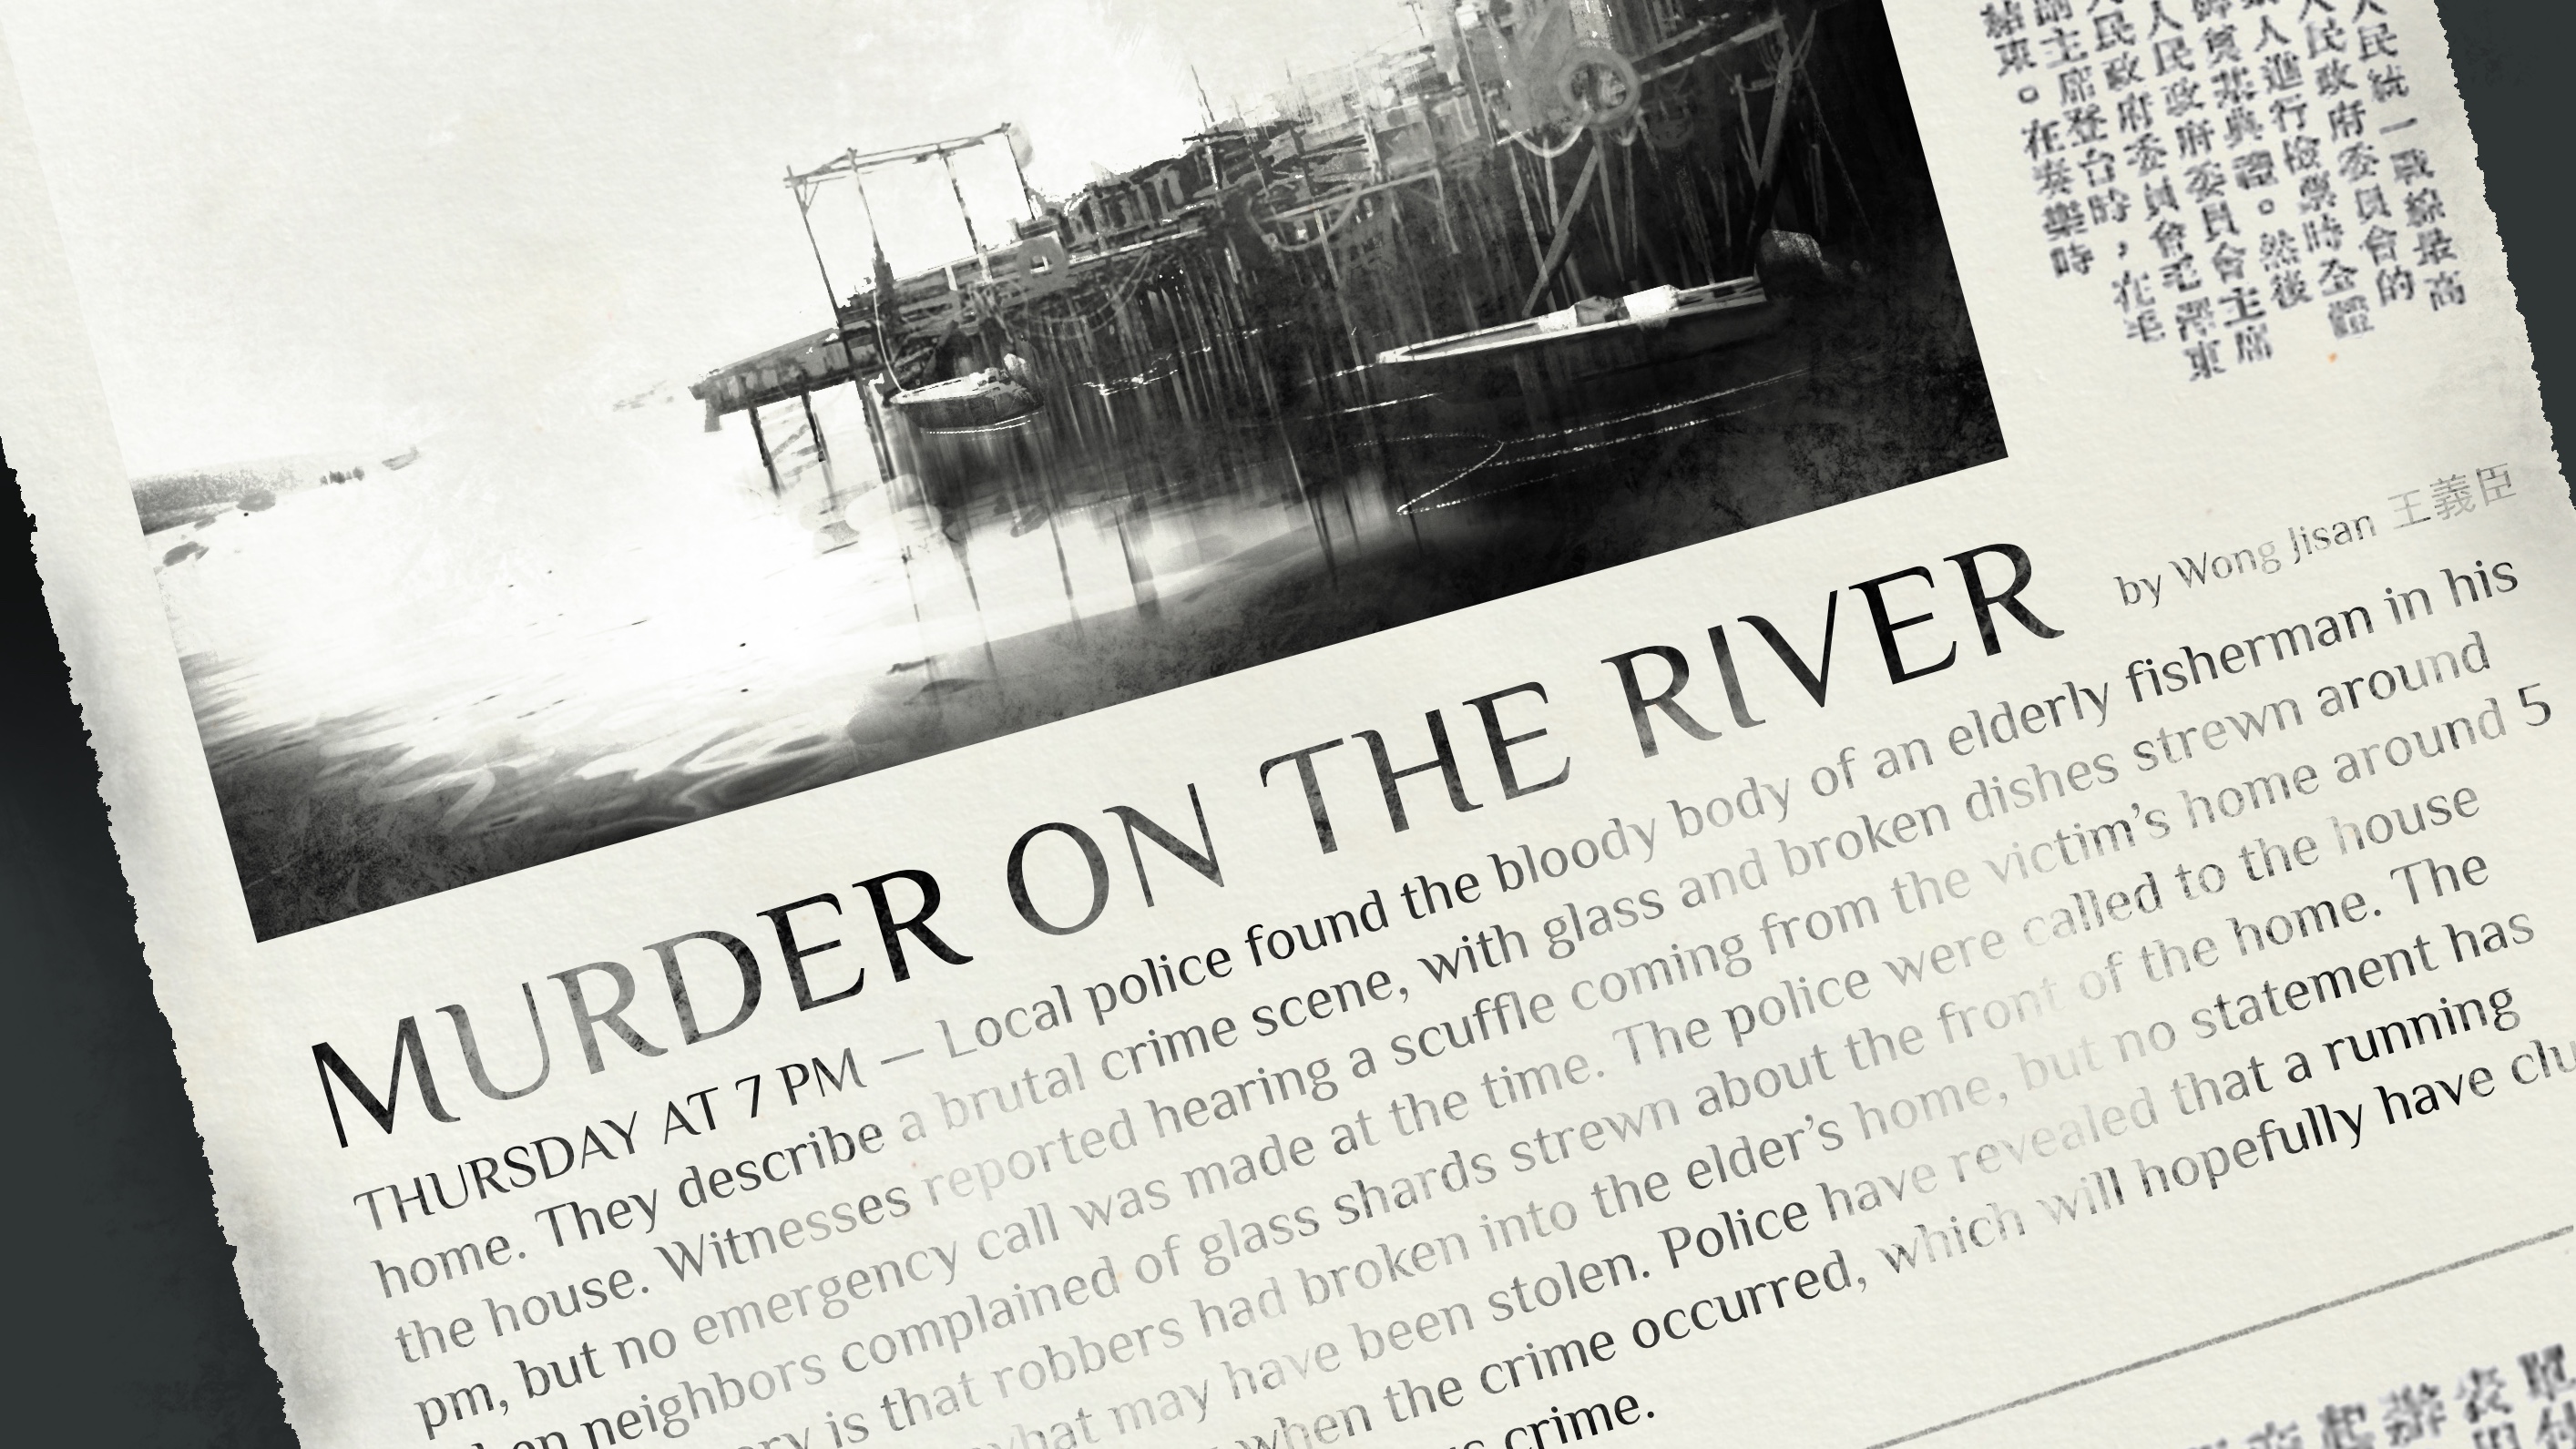 人民統一戰線最高
人民政府委員會的
人進行檢票時全體
典禮。然後
人民政府委員會主席
人民政府委員會毛澤東
副主席登台時，在毛
結束。在奏樂時
MURDER ON THE RIVER
by Wong Jisan 王義臣
THURSDAY AT 7 PM — Local police found the bloody body of an elderly fisherman in his
home. They describe a brutal crime scene, with glass and broken dishes strewn around
the house. Witnesses reported hearing a scuffle coming from the victim’s home around 5
pm, but no emergency call was made at the time. The police were called to the house
neighbors complained of glass shards strewn about the front of the home. The
is that robbers had broken into the elder’s home, but no statement has
what may have been stolen. Police have revealed that a running
when the crime occurred, which will hopefully have
crime.